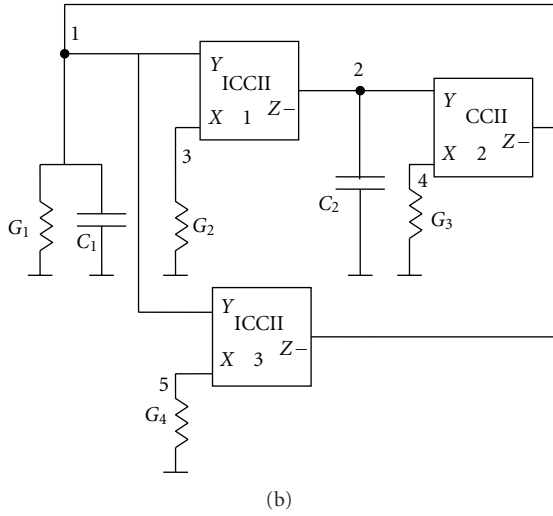 1
Y
ICCII
X 1
Z−
2
Y
CCII
X 2
Z−
3
4
G₁
C₁
G₂
C₂
G₃
Y
ICCII
X 3
Z−
5
G₄
(b)